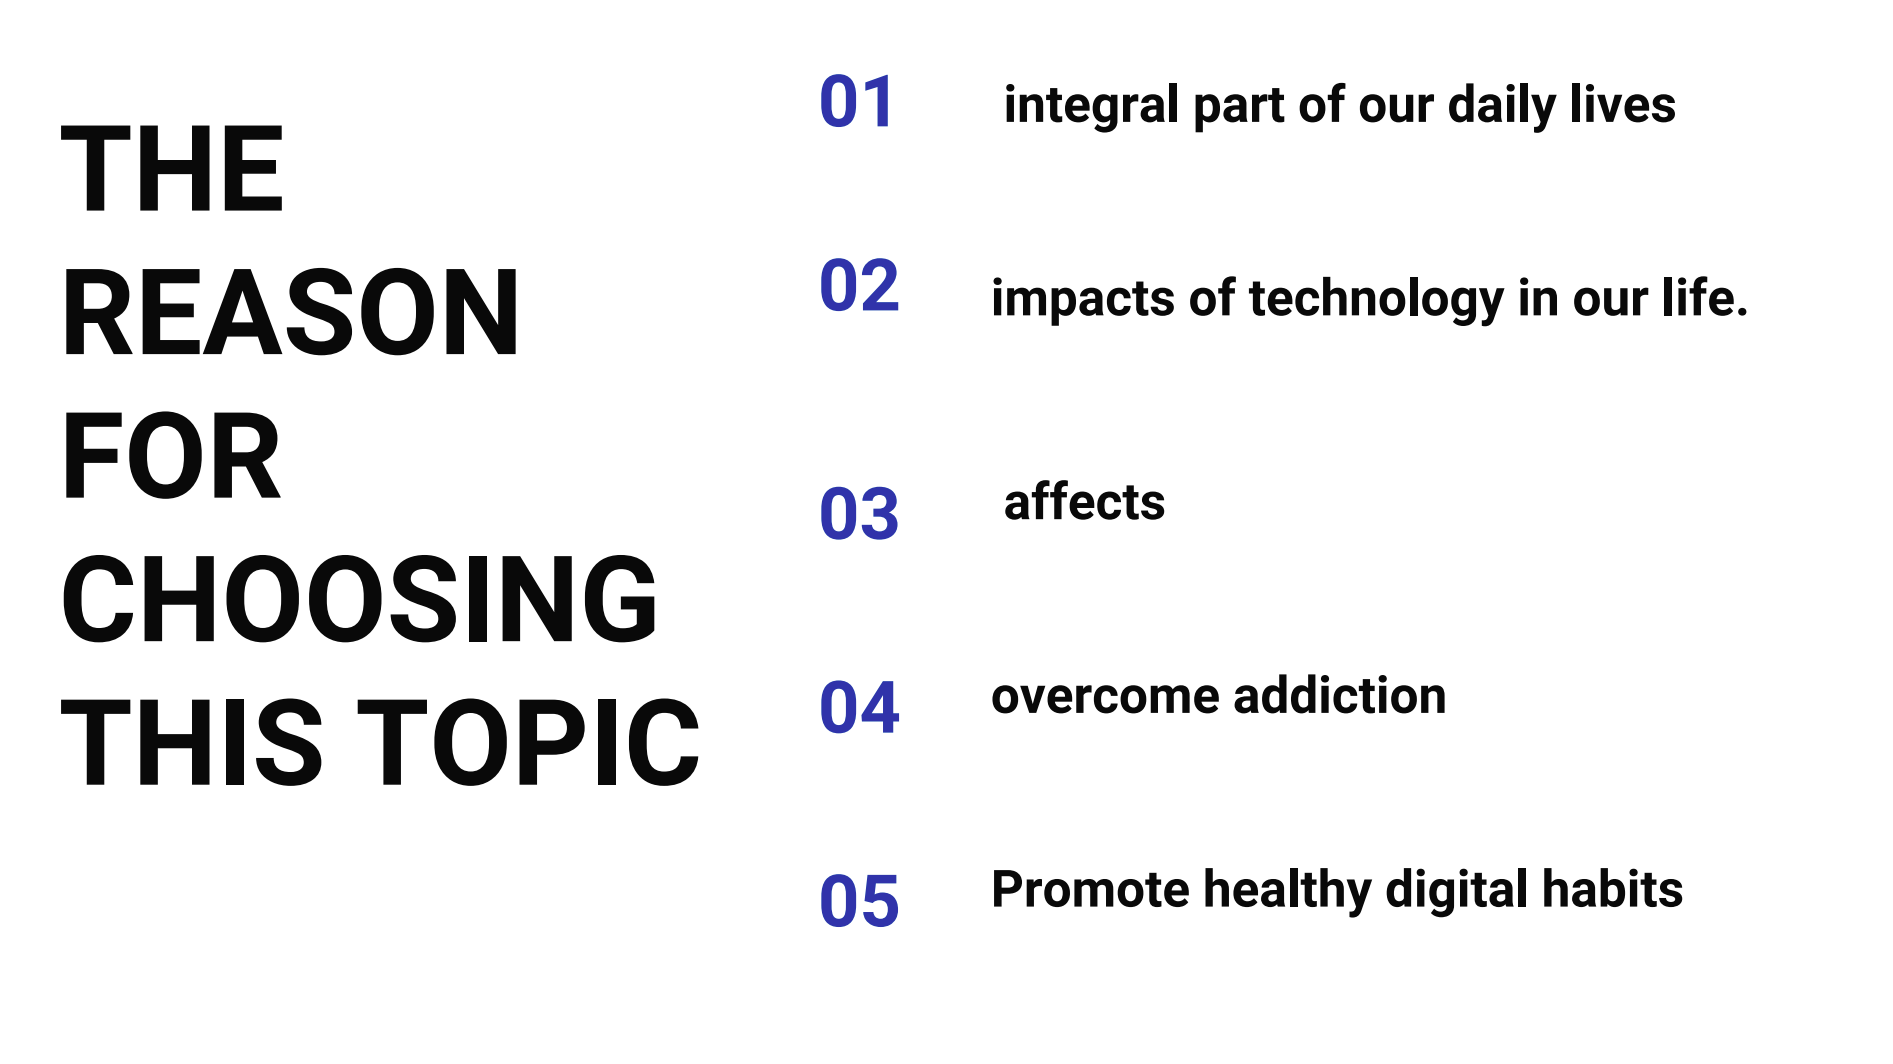 THE
REASON
FOR
CHOOSING
THIS TOPIC
01 integral part of our daily lives
02 impacts of technology in our life.
03 affects
04 overcome addiction
05 Promote healthy digital habits